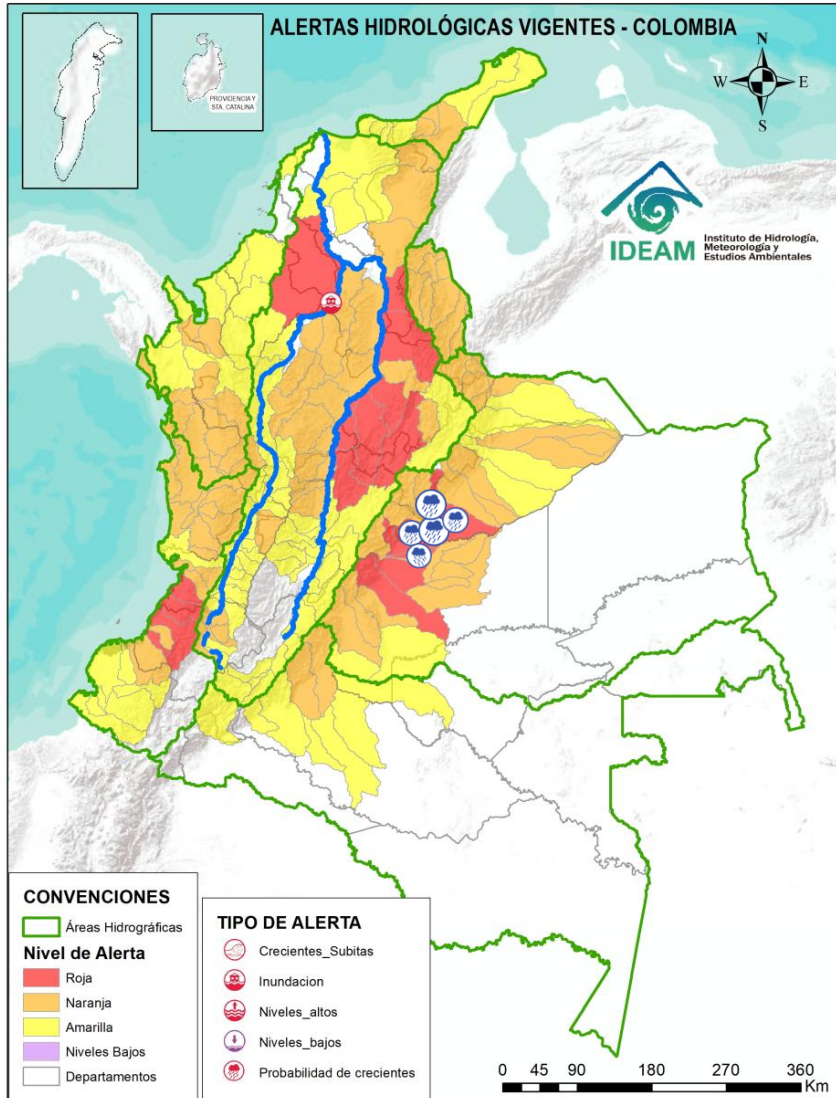 ALERTAS HIDROLÓGICAS VIGENTES - COLOMBIA
PROVIDENCIA Y
STA. CATALINA
N
W
E
S
IDEAM
Instituto de Hidrología,
Meteorología y
Estudios Ambientales
CONVENCIONES
Áreas Hidrográficas
Nivel de Alerta
Roja
Naranja
Amarilla
Niveles Bajos
Departamentos
TIPO DE ALERTA
Crecientes_Subitas
Inundacion
Niveles_altos
Niveles_bajos
Probabilidad de crecientes
0 45 90 180 270 360
Km